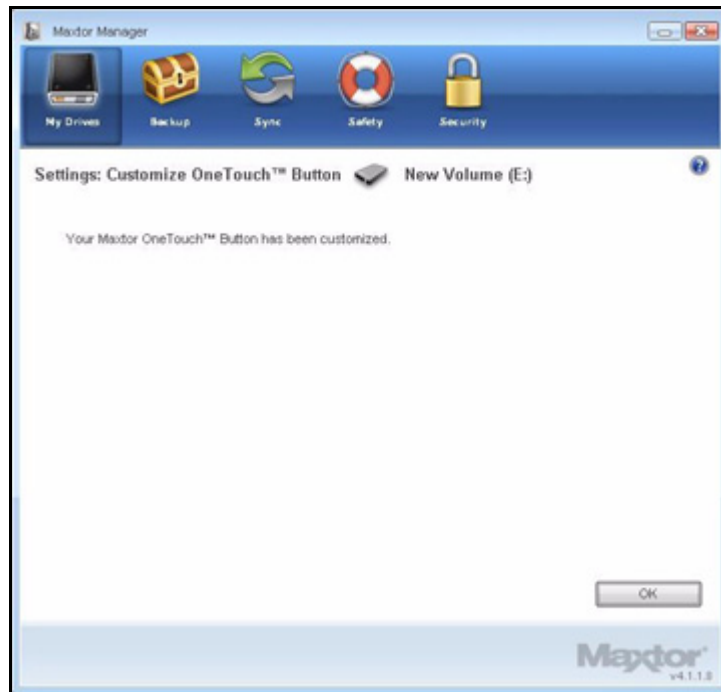 Maxtor Manager
My Drives Backup Sync Safety Security
Settings: Customize OneTouch™ Button New Volume (E:)
?
Your Maxtor OneTouch™ Button has been customized.
OK
Maxtor
v4.1.1.0